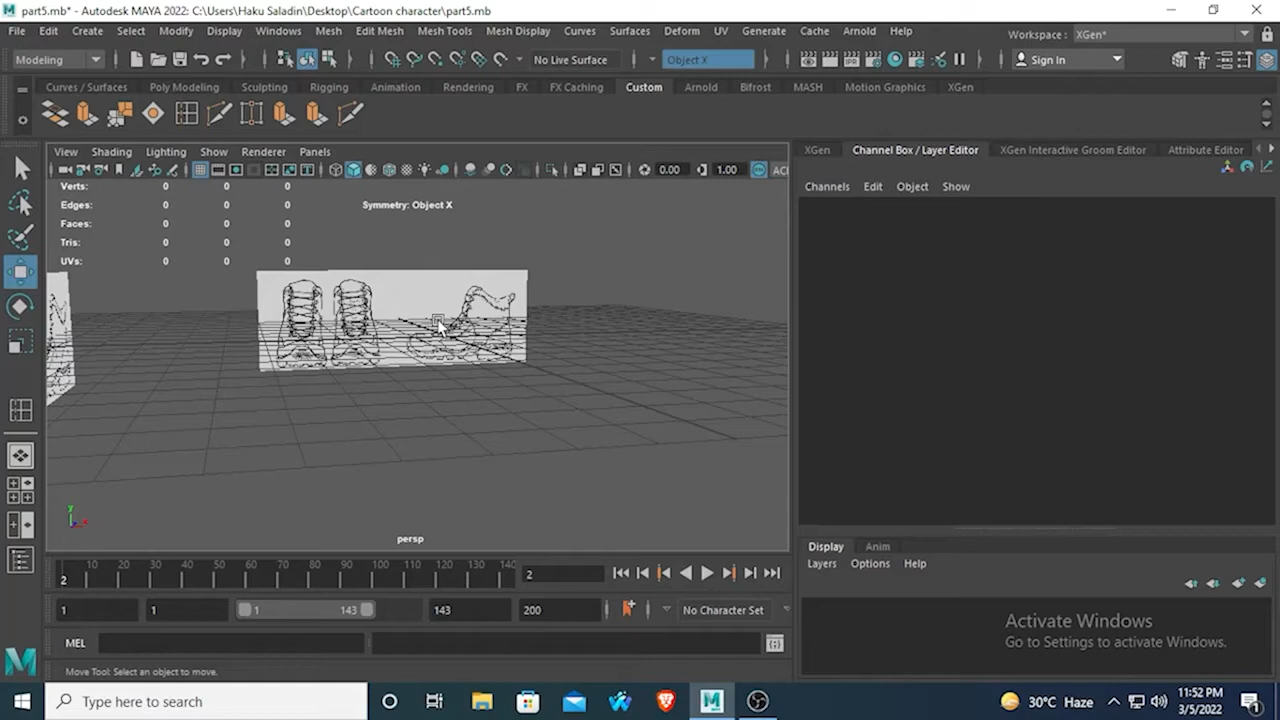 part5.mb* - Autodesk MAYA 2022: C:\Users\Haku Saladin\Desktop\Cartoon character\part5.mb
File Edit Create Select Modify Display Windows Mesh Edit Mesh Mesh Tools Mesh Display Curves Surfaces Deform UV Generate Cache Arnold Help Workspace : XGen*
Modeling No Live Surface Object X Sign In
Curves / Surfaces Poly Modeling Sculpting Rigging Animation Rendering FX FX Caching Custom Arnold Bifrost MASH Motion Graphics XGen
View Shading Lighting Renderer Panels XGen Channel Box / Layer Editor XGen Interactive Groom Editor Attribute Editor
0.00 1.00 ACI
Channels Edit Object Show
Verts: 0 0 0
Edges: 0 0 0 Symmetry: Object X
Faces: 0 0 0
Tris: 0 0 0
UVs: 0 0 0
persp
Display Anim
Layers Options Help
10 20 30 40 50 60 70 80 90 100 110 120 130 140
2 2
1 1 1 143 143 200 No Character Set
MEL
Move Tool: Select an object to move.
Activate Windows
Go to Settings to activate Windows.
Type here to search 30°C Haze 11:52 PM
3/5/2022
1